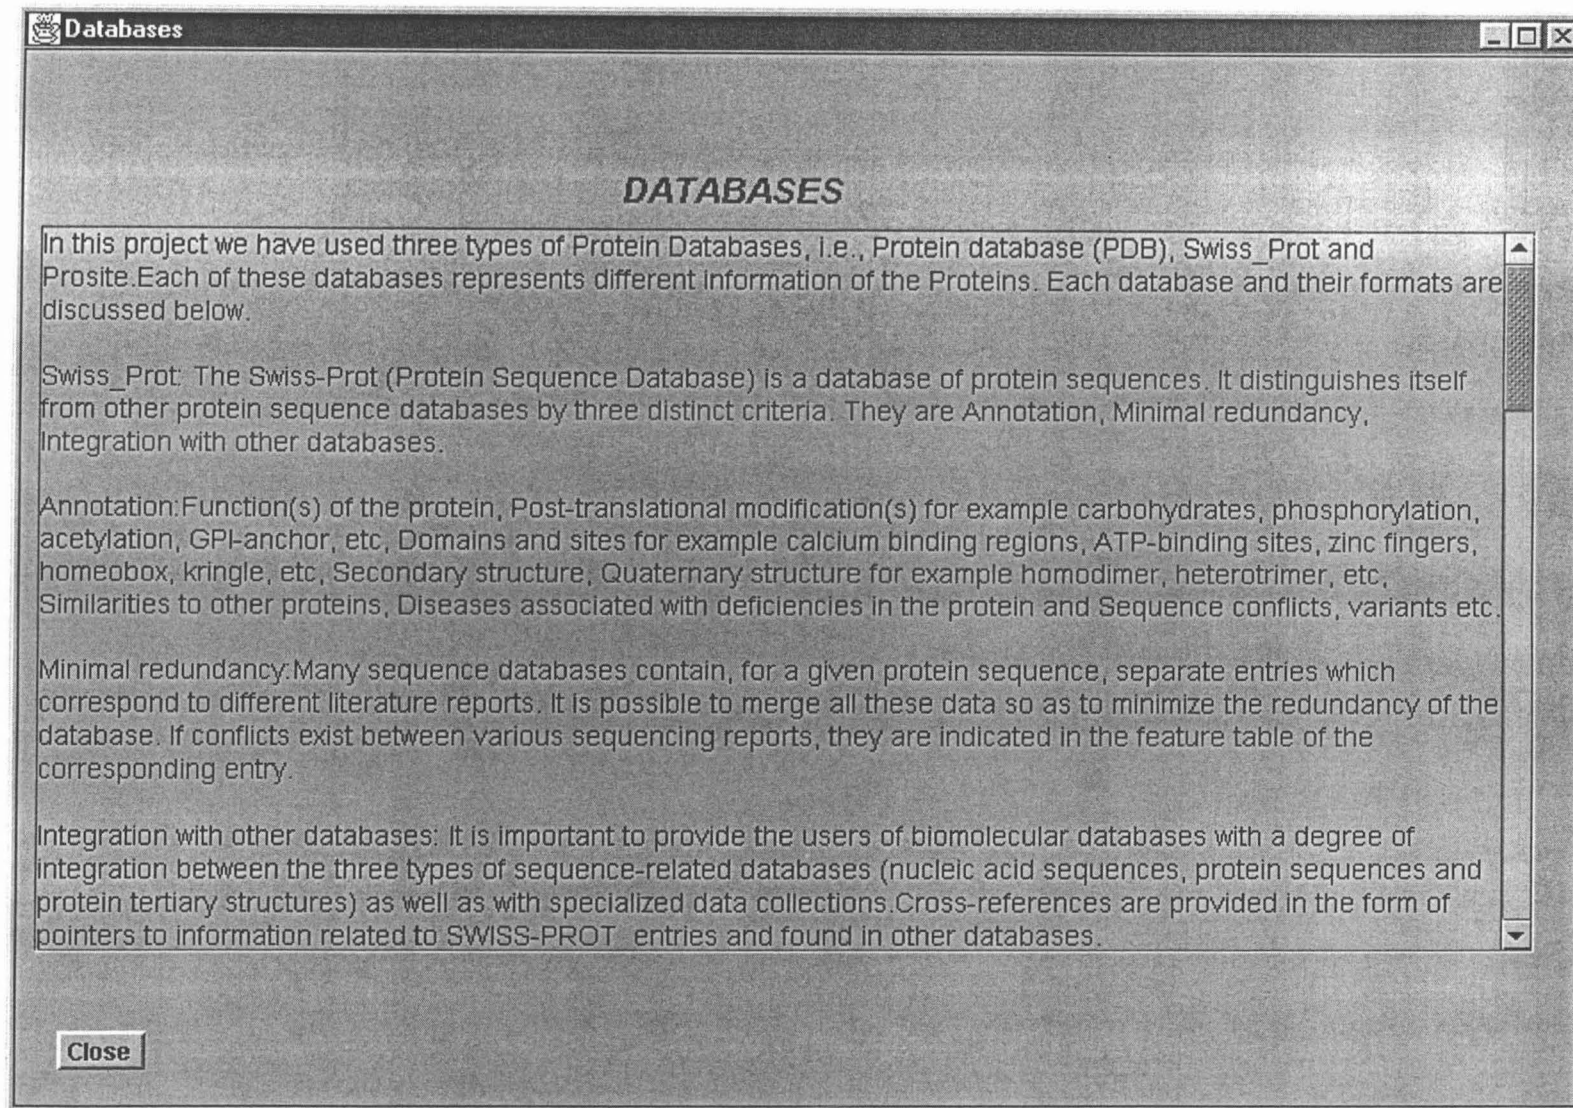 Databases
DATABASES
In this project we have used three types of Protein Databases, i.e., Protein database (PDB), Swiss_Prot and
Prosite.Each of these databases represents different information of the Proteins. Each database and their formats are
discussed below.
Swiss_Prot: The Swiss-Prot (Protein Sequence Database) is a database of protein sequences. It distinguishes itself
from other protein sequence databases by three distinct criteria. They are Annotation, Minimal redundancy,
Integration with other databases.
Annotation:Function(s) of the protein, Post-translational modification(s) for example carbohydrates, phosphorylation,
acetylation, GPI-anchor, etc, Domains and sites for example calcium binding regions, ATP-binding sites, zinc fingers,
homeobox, kringle, etc, Secondary structure, Quaternary structure for example homodimer, heterotrimer, etc,
Similarities to other proteins, Diseases associated with deficiencies in the protein and Sequence conflicts, variants etc.
Minimal redundancy:Many sequence databases contain, for a given protein sequence, separate entries which
correspond to different literature reports. It is possible to merge all these data so as to minimize the redundancy of the
database. If conflicts exist between various sequencing reports, they are indicated in the feature table of the
corresponding entry.
Integration with other databases: It is important to provide the users of biomolecular databases with a degree of
integration between the three types of sequence-related databases (nucleic acid sequences, protein sequences and
protein tertiary structures) as well as with specialized data collections.Cross-references are provided in the form of
pointers to information related to SWISS-PROT  entries and found in other databases.
Close